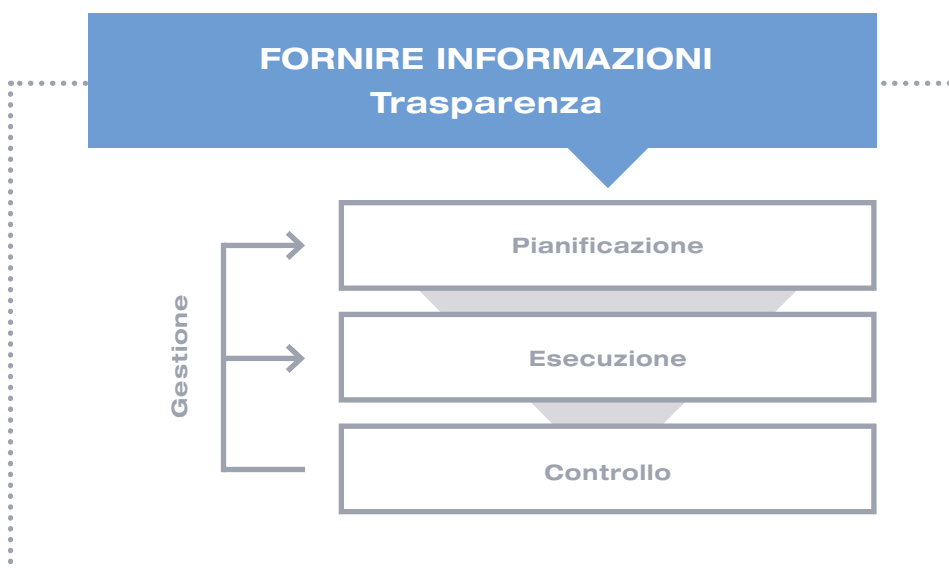 FORNIRE INFORMAZIONI
Trasparenza
Pianificazione
Gestione
Esecuzione
Controllo